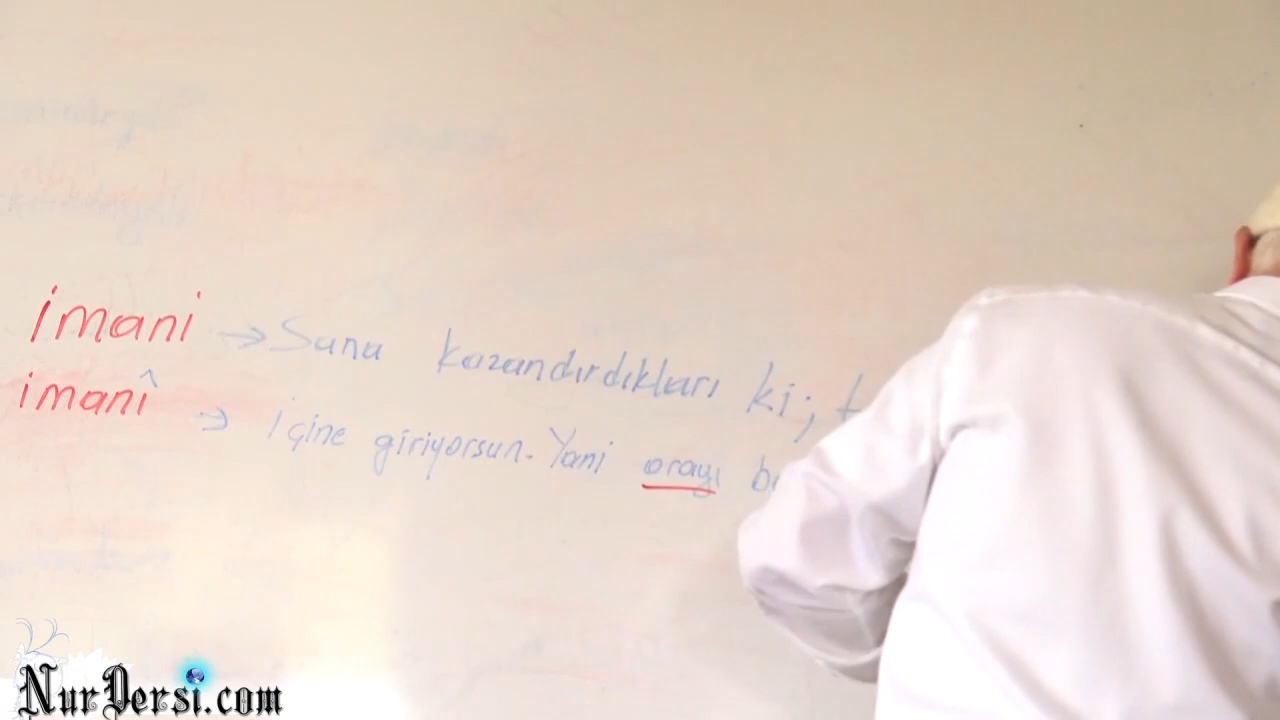 imani → Sana kazandırdıkları ki;
imanî → içine giriyorsun. Yani orayı
NurDersi.com